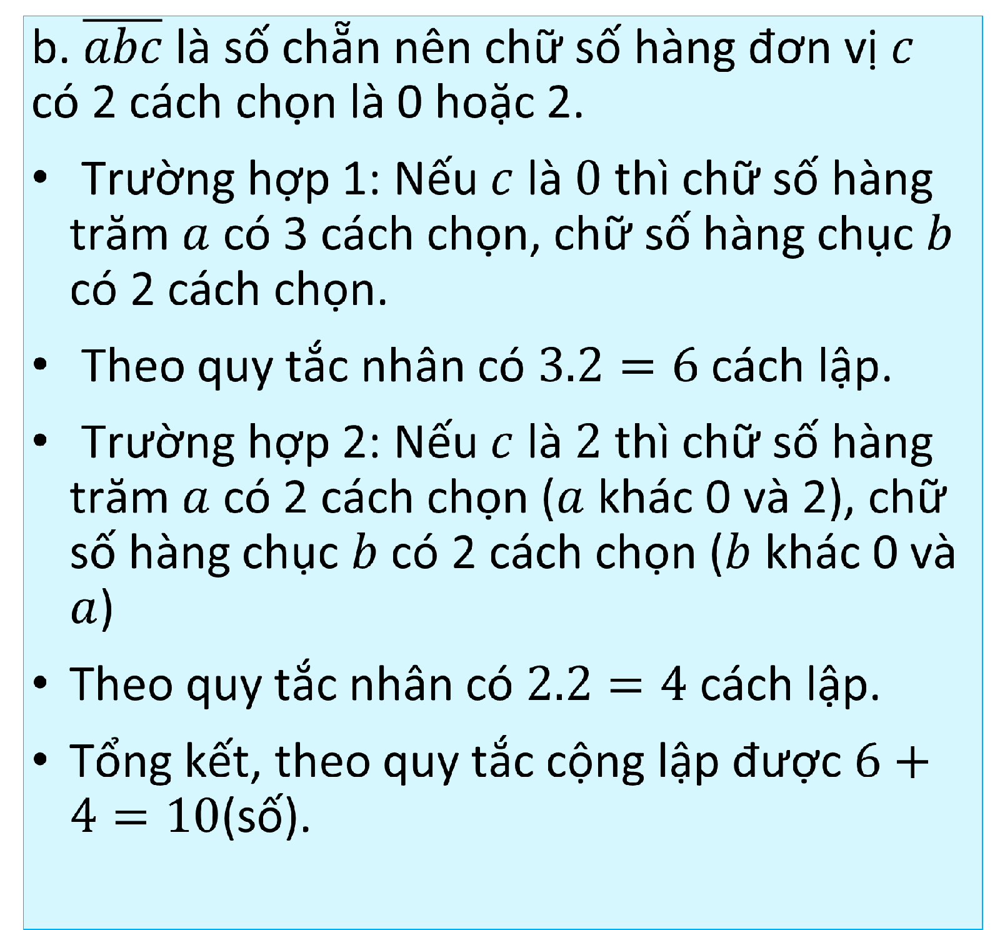 b. $\overline{abc}$ là số chẵn nên chữ số hàng đơn vị c
có 2 cách chọn là 0 hoặc 2.
• Trường hợp 1: Nếu c là 0 thì chữ số hàng
trăm a có 3 cách chọn, chữ số hàng chục b
có 2 cách chọn.
• Theo quy tắc nhân có 3.2 = 6 cách lập.
• Trường hợp 2: Nếu c là 2 thì chữ số hàng
trăm a có 2 cách chọn (a khác 0 và 2), chữ
số hàng chục b có 2 cách chọn (b khác 0 và
a)
• Theo quy tắc nhân có 2.2 = 4 cách lập.
• Tổng kết, theo quy tắc cộng lập được 6 +
4 = 10(số).